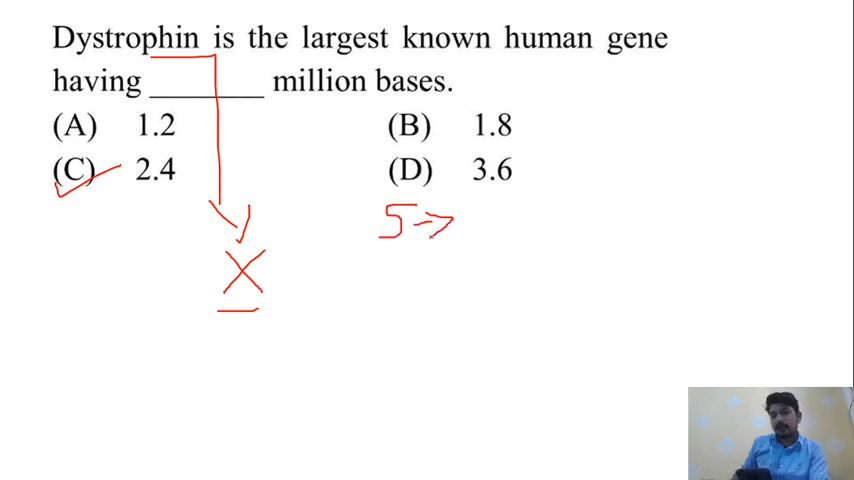 Dystrophin is the largest known human gene
having _______ million bases.
(A) 1.2 (B) 1.8
(C) 2.4 (D) 3.6
5 →
X